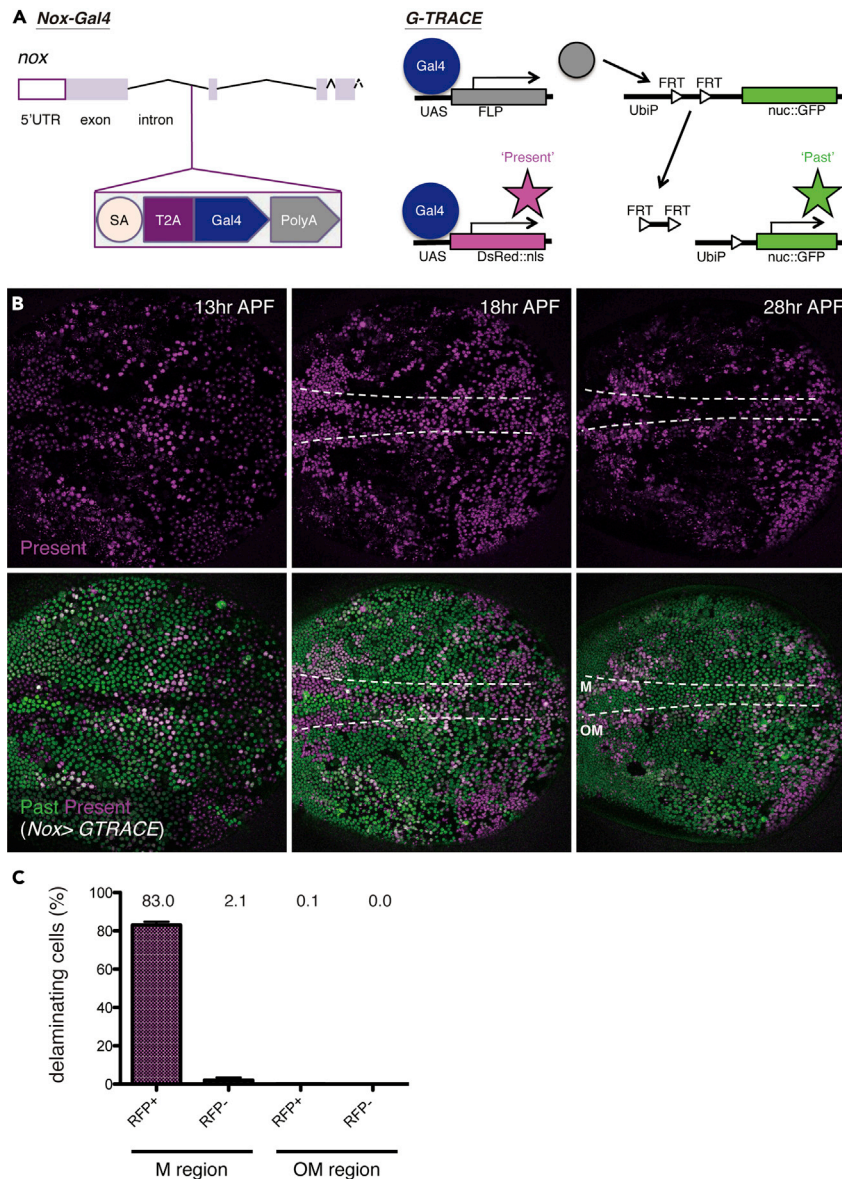 A Nox-Gal4 G-TRACE
nox
5'UTR exon intron
SA T2A Gal4 PolyA
Gal4
UAS FLP
FRT FRT
UbiP nuc::GFP
'Present'
Gal4
UAS DsRed::nls
'Past'
FRT FRT
UbiP nuc::GFP
B 13hr APF 18hr APF 28hr APF
Present
M
OM
Past Present
(Nox> GTRACE)
C
delaminating cells (%)
100
80
60
40
20
0
83.0 2.1 0.1 0.0
RFP+ RFP- RFP+ RFP-
M region OM region